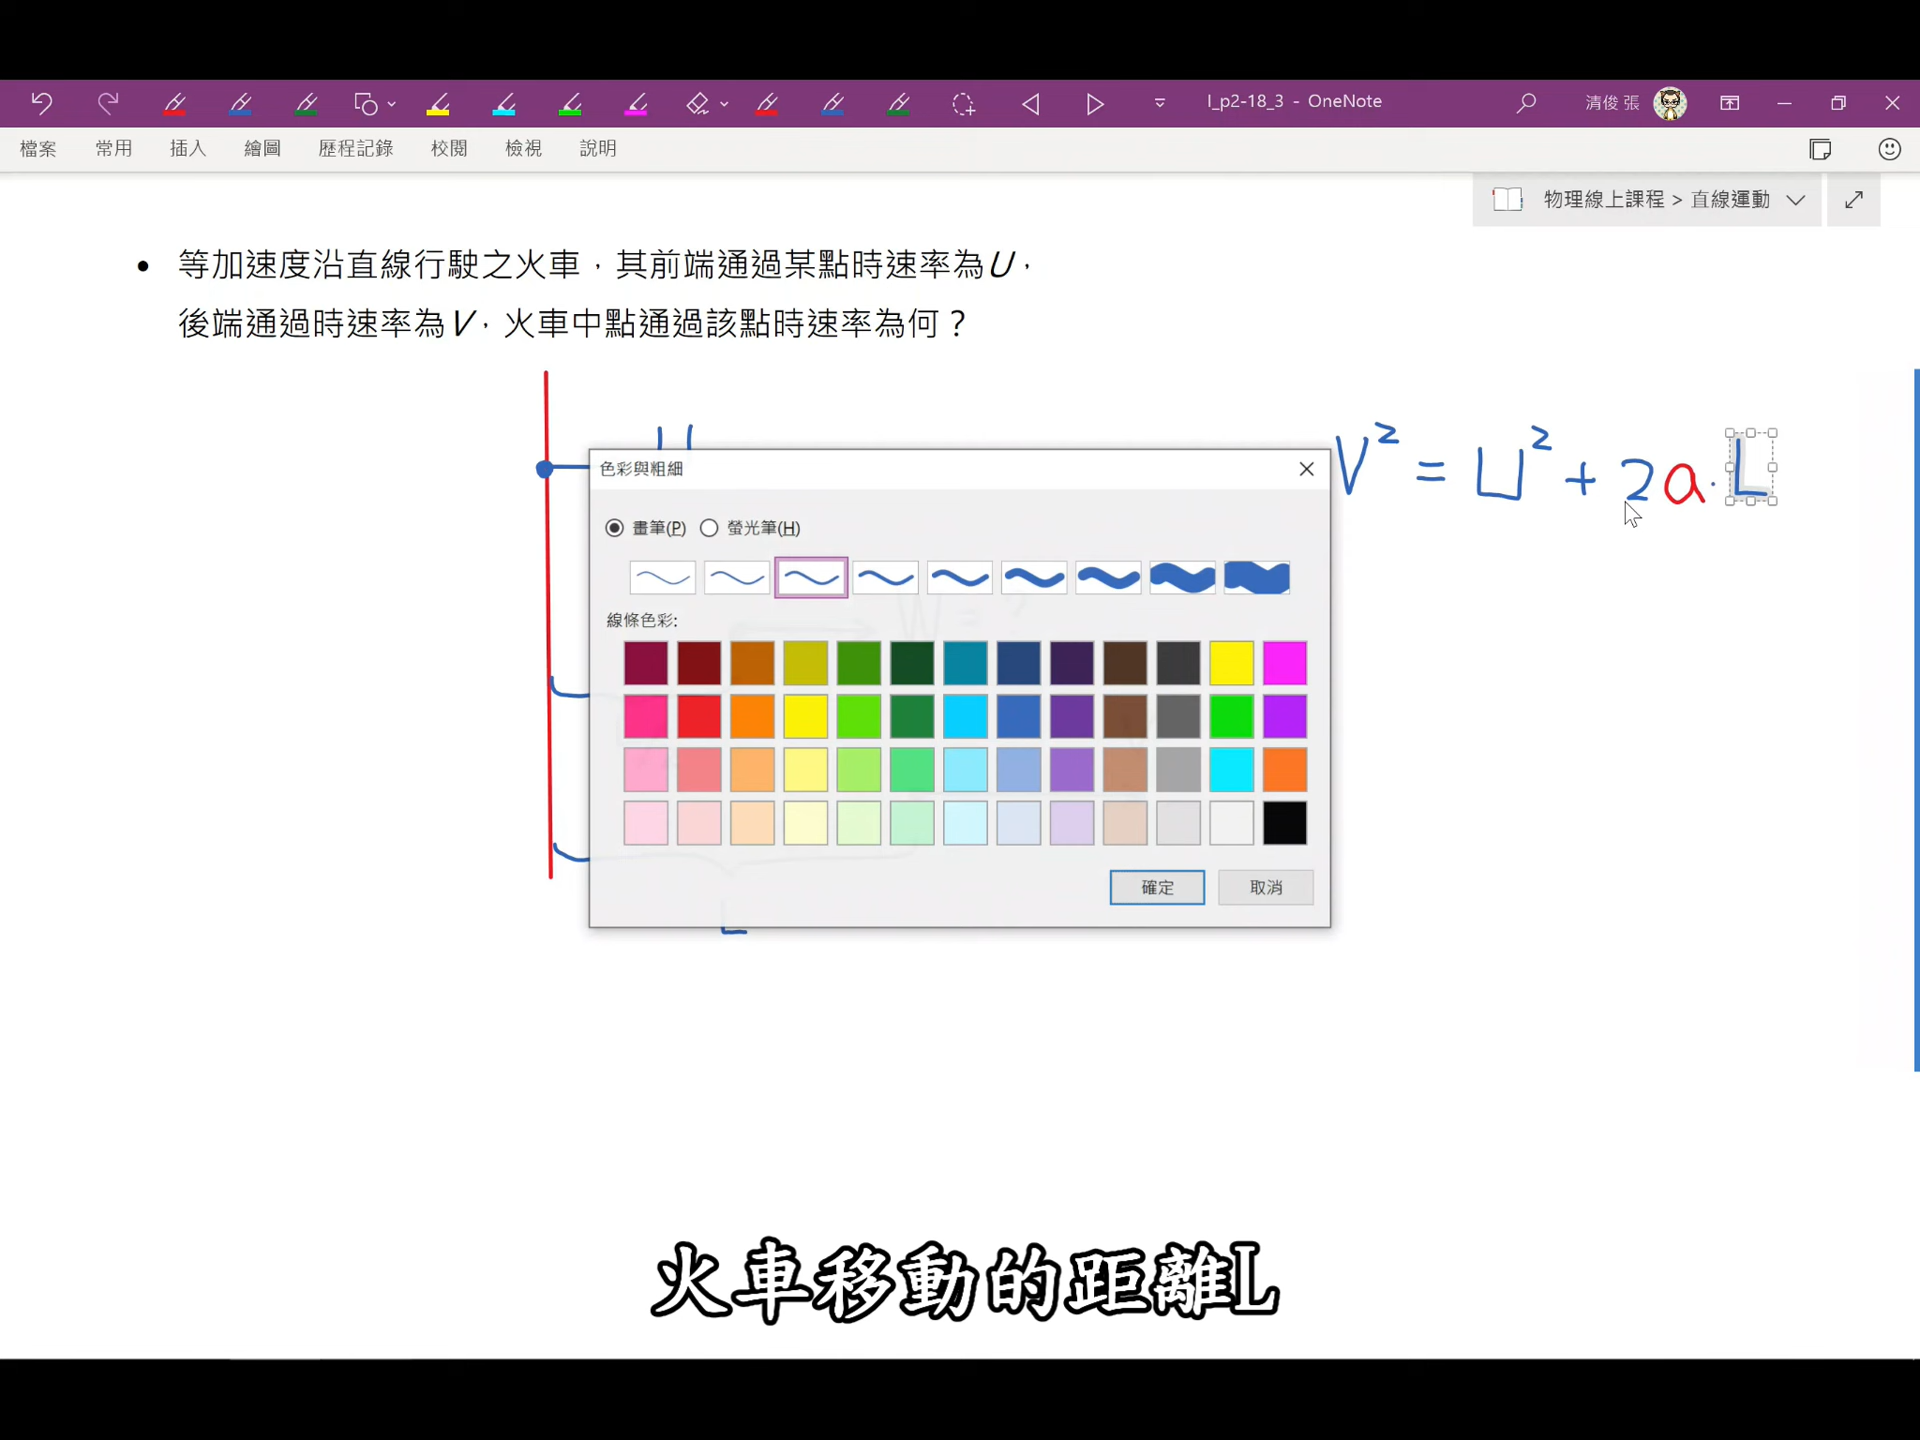 I_p2-18_3 - OneNote
清俊 張
檔案 常用 插入 繪圖 歷程記錄 校閱 檢視 說明
物理線上課程 > 直線運動
• 等加速度沿直線行駛之火車，其前端通過某點時速率為U，
後端通過時速率為V，火車中點通過該點時速率為何？
V² = U² + 2a·L
色彩與粗細
畫筆(P) 螢光筆(H)
線條色彩:
確定 取消
火車移動的距離L